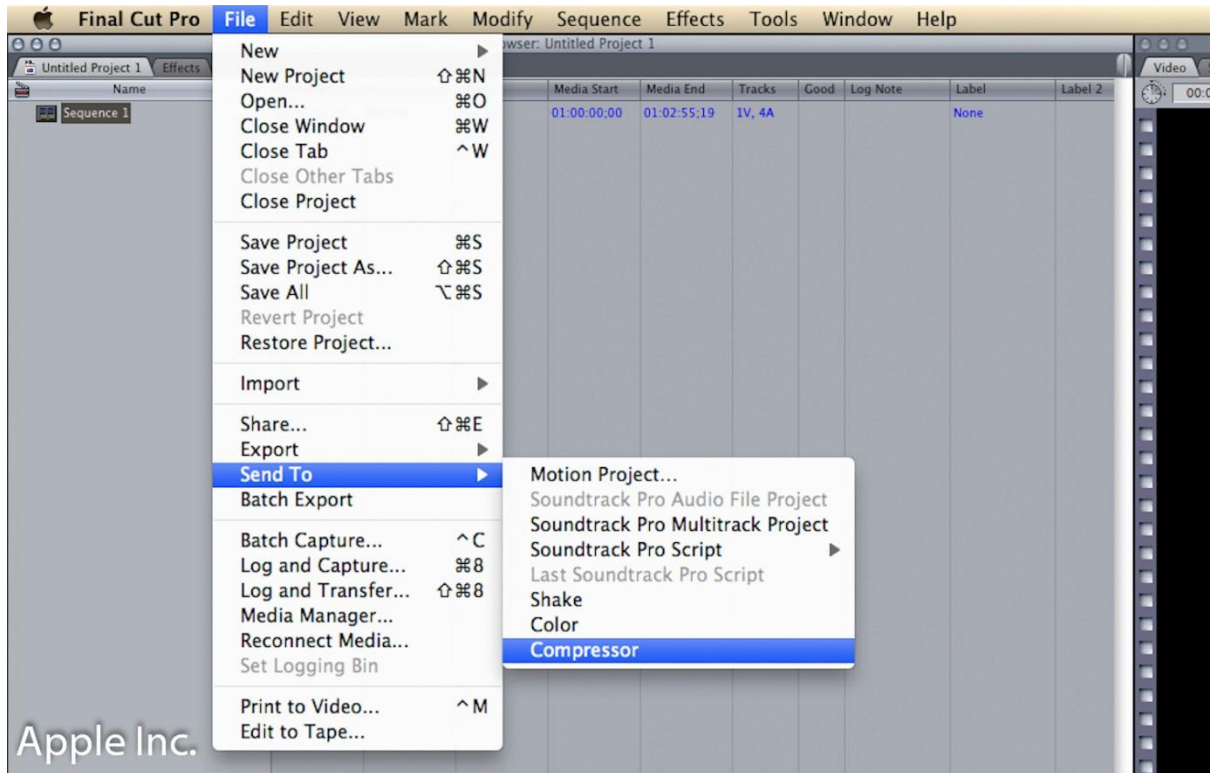 Final Cut Pro File Edit View Mark Modify Sequence Effects Tools Window Help
Untitled Project 1
Untitled Project 1 Effects
Video
Name Media Start Media End Tracks Good Log Note Label Label 2
Sequence 1 01:00:00;00 01:02:55;19 1V, 4A None
New
New Project ⇧⌘N
Open... ⌘O
Close Window ⌘W
Close Tab ^W
Close Other Tabs
Close Project
Save Project ⌘S
Save Project As... ⇧⌘S
Save All ⌥⌘S
Revert Project
Restore Project...
Import
Share... ⇧⌘E
Export
Send To
Batch Export
Batch Capture... ^C
Log and Capture... ⌘8
Log and Transfer... ⇧⌘8
Media Manager...
Reconnect Media...
Set Logging Bin
Print to Video... ^M
Edit to Tape...
Motion Project...
Soundtrack Pro Audio File Project
Soundtrack Pro Multitrack Project
Soundtrack Pro Script
Last Soundtrack Pro Script
Shake
Color
Compressor
Apple Inc.